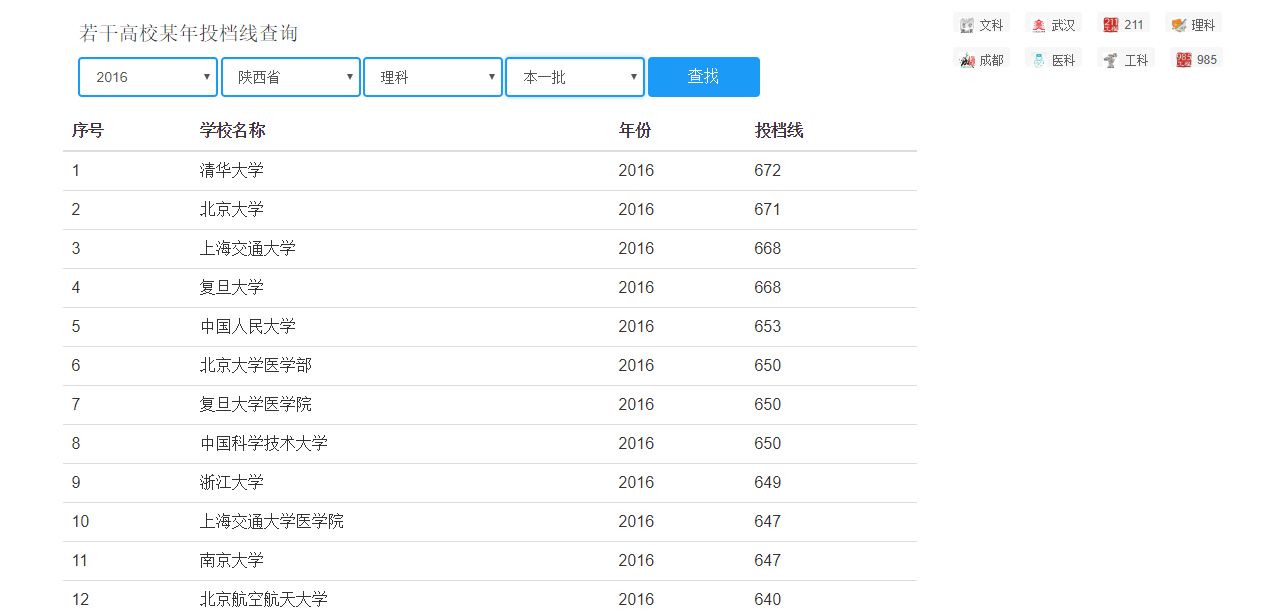 若干高校某年投档线查询
2016 陕西省 理科 本一批 查找
文科 武汉 211 理科
成都 医科 工科 985
序号 学校名称 年份 投档线
1 清华大学 2016 672
2 北京大学 2016 671
3 上海交通大学 2016 668
4 复旦大学 2016 668
5 中国人民大学 2016 653
6 北京大学医学部 2016 650
7 复旦大学医学院 2016 650
8 中国科学技术大学 2016 650
9 浙江大学 2016 649
10 上海交通大学医学院 2016 647
11 南京大学 2016 647
12 北京航空航天大学 2016 640